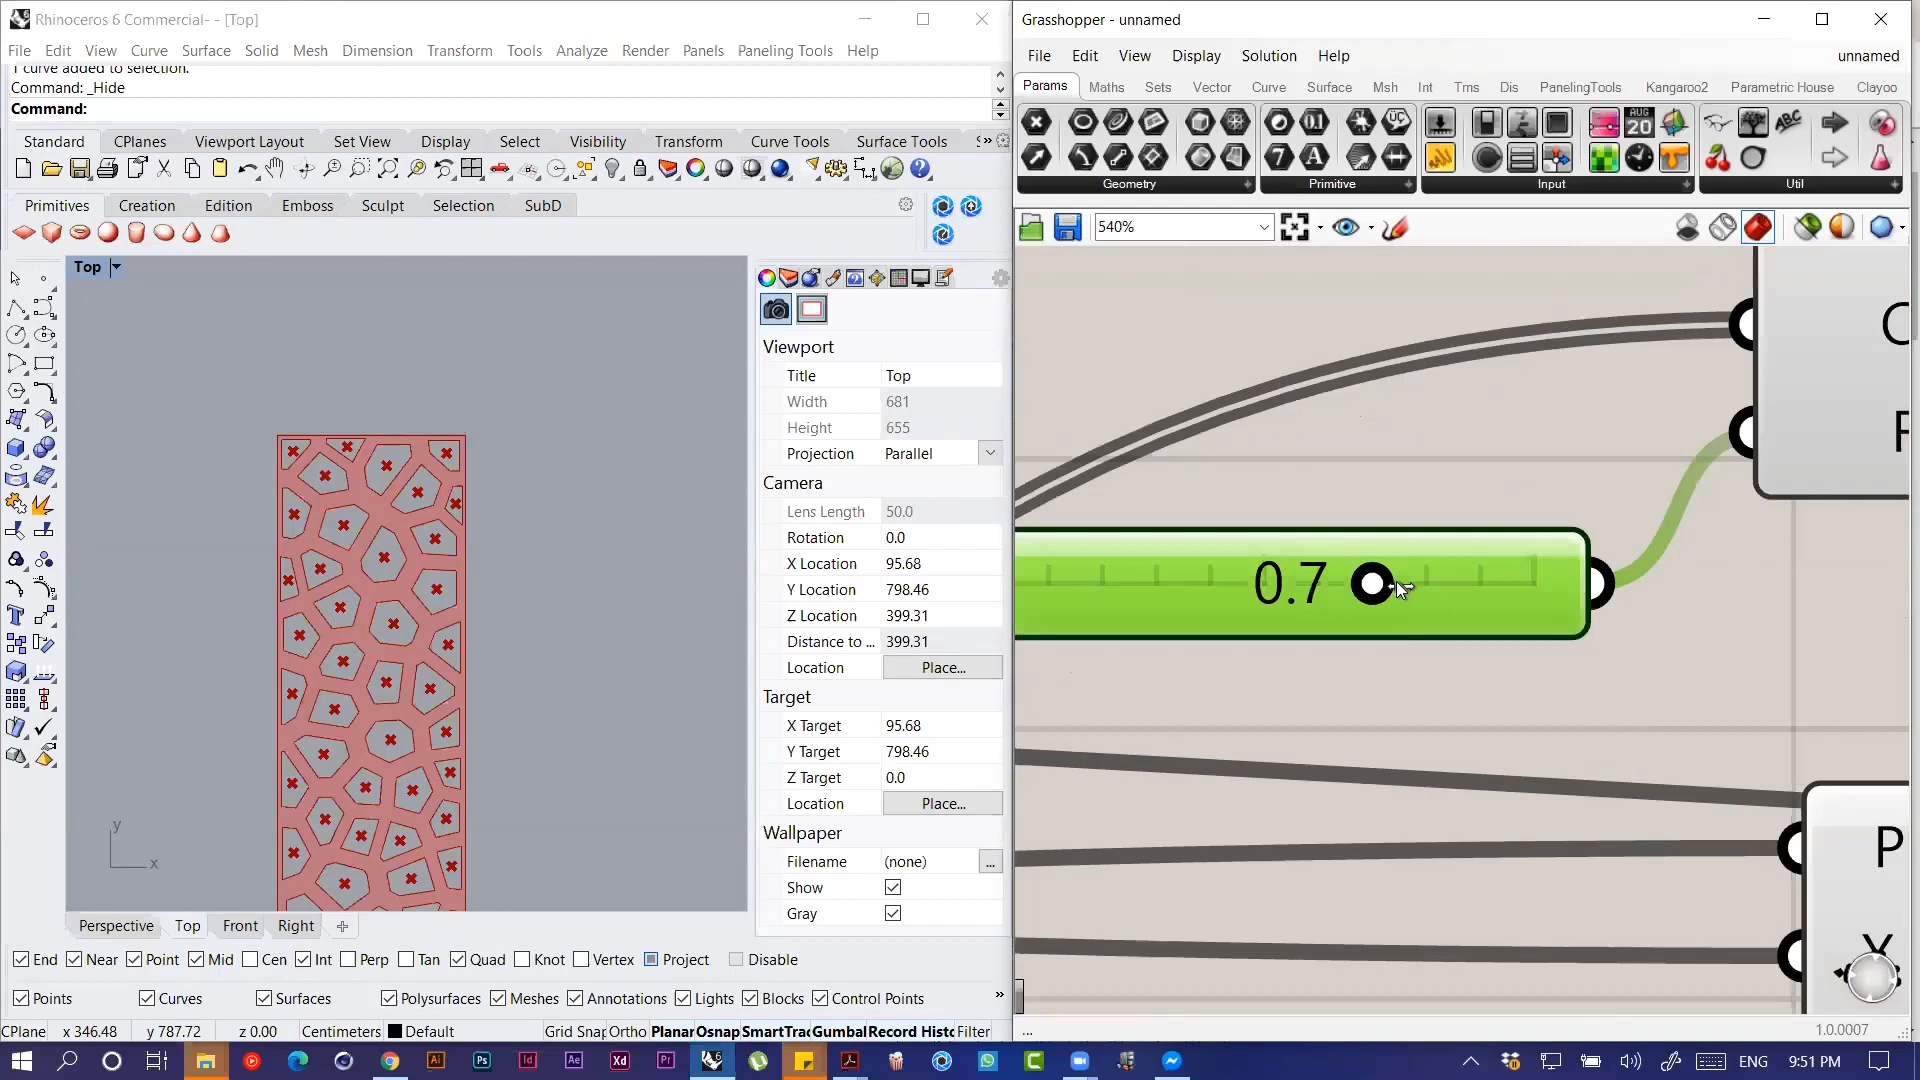 Rhinoceros 6 Commercial- - [Top]
File Edit View Curve Surface Solid Mesh Dimension Transform Tools Analyze Render Panels Paneling Tools Help
1 curve added to selection.
Command: _Hide
Command:
Standard CPlanes Viewport Layout Set View Display Select Visibility Transform Curve Tools Surface Tools S »
Primitives Creation Edition Emboss Sculpt Selection SubD
Top
Viewport
Title Top
Width 681
Height 655
Projection Parallel
Camera
Lens Length 50.0
Rotation 0.0
X Location 95.68
Y Location 798.46
Z Location 399.31
Distance to ... 399.31
Location Place...
Target
X Target 95.68
Y Target 798.46
Z Target 0.0
Location Place...
Wallpaper
Filename (none) ...
Show
Gray
y
x
Perspective Top Front Right
End Near Point Mid Cen Int Perp Tan Quad Knot Vertex Project Disable
Points Curves Surfaces Polysurfaces Meshes Annotations Lights Blocks Control Points »
CPlane x 346.48 y 787.72 z 0.00 Centimeters Default Grid Snap Ortho Planar Osnap SmartTrac Gumbal Record Histo Filter
Grasshopper - unnamed
File Edit View Display Solution Help unnamed
Params Maths Sets Vector Curve Surface Msh Int Trns Dis PanelingTools Kangaroo2 Parametric House Clayoo
Geometry Primitive Input Util
540%
0.7
P
X
... 1.0.0007
ENG 9:51 PM